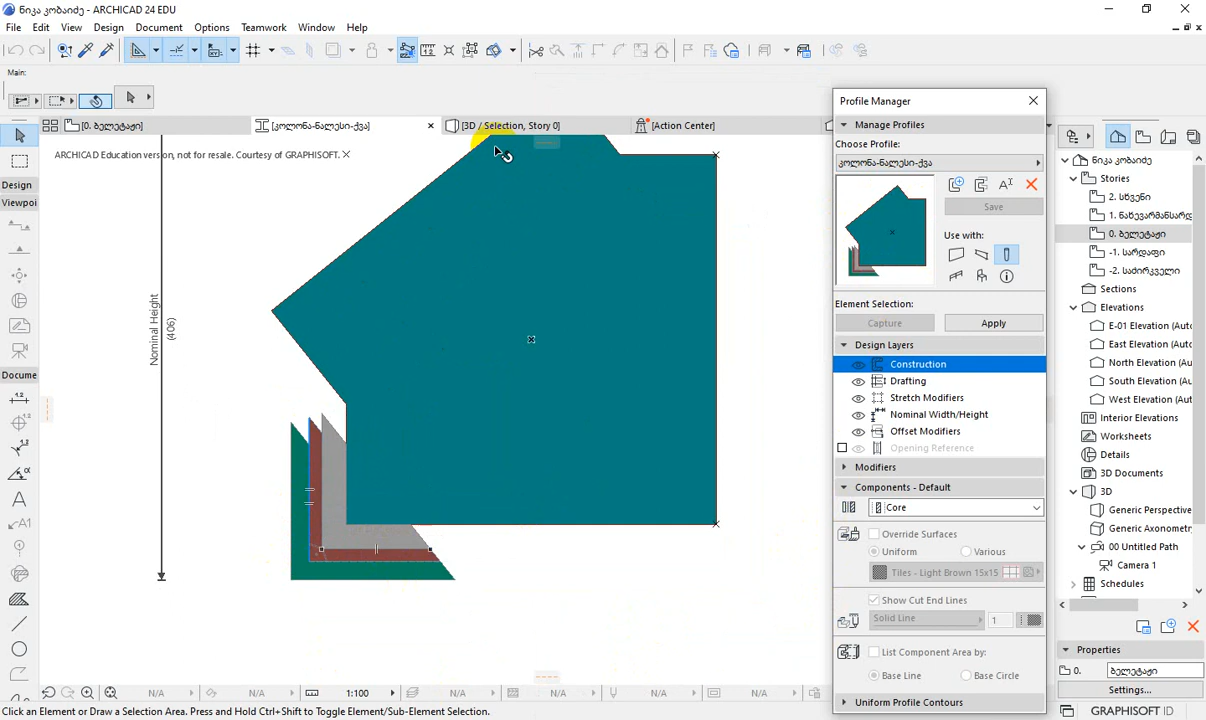 ნიკა კობაიძე - ARCHICAD 24 EDU
File Edit View Design Document Options Teamwork Window Help
Main:
[0. ბელეტაჟი]
[კოლონა-ნალესი-ქვა]
[3D / Selection, Story 0]
[Action Center]
ARCHICAD Education version, not for resale. Courtesy of GRAPHISOFT.
Design
Viewpoi
Docume
Nominal Height
(406)
Profile Manager
Manage Profiles
Choose Profile:
კოლონა-ნალესი-ქვა
Save
Use with:
Element Selection:
Capture
Apply
Design Layers
Construction
Drafting
Stretch Modifiers
Nominal Width/Height
Offset Modifiers
Opening Reference
Modifiers
Components - Default
Core
Override Surfaces
Uniform
Various
Tiles - Light Brown 15x15
Show Cut End Lines
Solid Line
1
List Component Area by:
Base Line
Base Circle
Uniform Profile Contours
ნიკა კობაიძე
Stories
2. სხვენი
1. ნახევარმანსარდ
0. ბელეტაჟი
-1. სარდაფი
-2. საძირკველი
Sections
Elevations
E-01 Elevation (Auto
East Elevation (Aut
North Elevation (Aut
South Elevation (Aut
West Elevation (Aut
Interior Elevations
Worksheets
Details
3D Documents
3D
Generic Perspective
Generic Axonometr
00 Untitled Path
Camera 1
Schedules
Properties
0.
ბელეტაჟი
Settings...
N/A
N/A
1:100
N/A
N/A
N/A
N/A
Click an Element or Draw a Selection Area. Press and Hold Ctrl+Shift to Toggle Element/Sub-Element Selection.
GRAPHISOFT ID